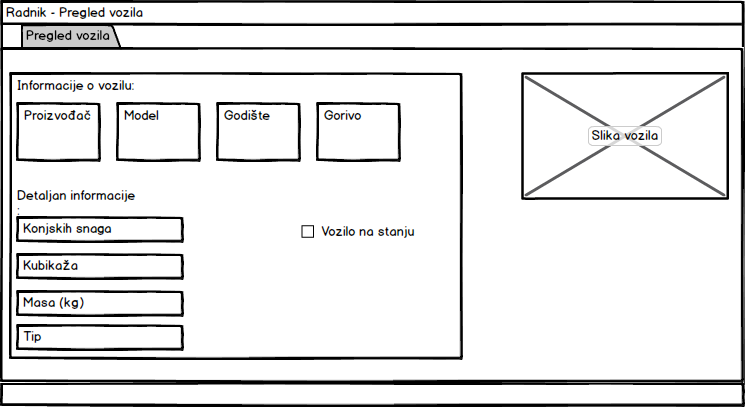 Radnik - Pregled vozila
Pregled vozila
Informacije o vozilu:
Proizvođač
Model
Godište
Gorivo
Slika vozila
Detaljan informacije
:
Konjskih snaga
Vozilo na stanju
Kubikaža
Masa (kg)
Tip